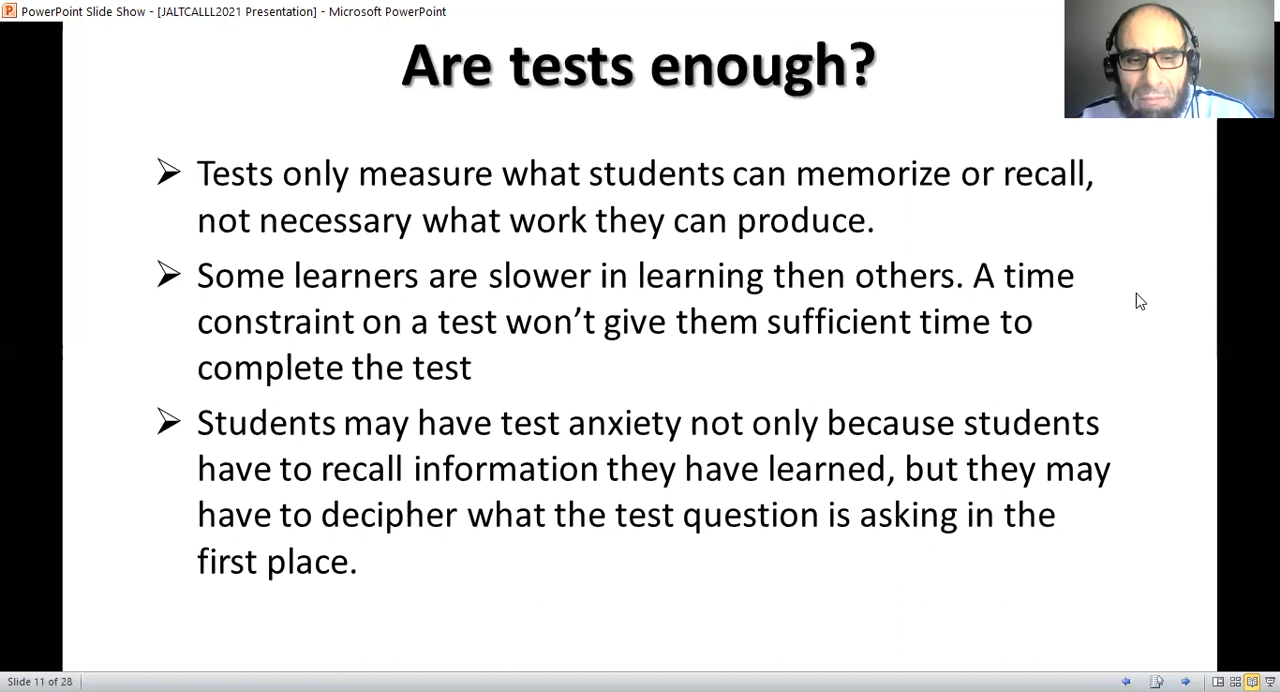 PowerPoint Slide Show - [JALTCALLL2021 Presentation] - Microsoft PowerPoint
Are tests enough?
Tests only measure what students can memorize or recall,
not necessary what work they can produce.
Some learners are slower in learning then others. A time
constraint on a test won’t give them sufficient time to
complete the test
Students may have test anxiety not only because students
have to recall information they have learned, but they may
have to decipher what the test question is asking in the
first place.
Slide 11 of 28